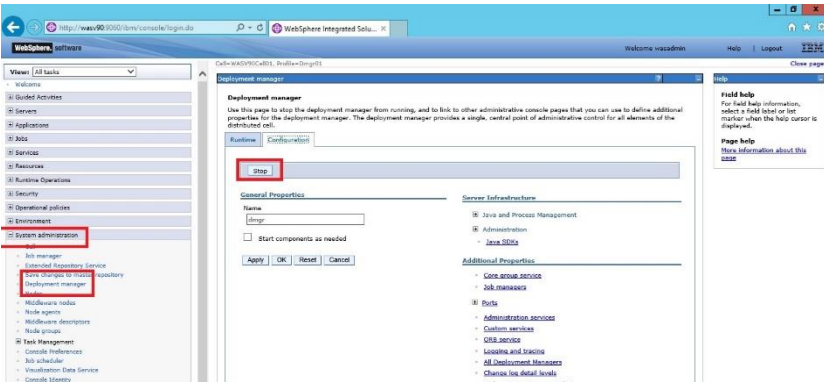 http://wasv90:9060/ibm/console/login.do
WebSphere Integrated Solu...
WebSphere. software
Welcome wasadmin
Help | Logout
IBM
Cell=WASV90Cell01, Profile=Dmgr01
Close page
View: All tasks
Welcome
Guided Activities
Servers
Applications
Jobs
Services
Resources
Runtime Operations
Security
Operational policies
Environment
System administration
Cell
Job manager
Extended Repository Service
Save changes to master repository
Deployment manager
Nodes
Middleware nodes
Node agents
Middleware descriptors
Node groups
Task Management
Console Preferences
Job scheduler
Visualization Data Service
Console Identity
Deployment manager
Deployment manager
Use this page to stop the deployment manager from running, and to link to other administrative console pages that you can use to define additional
properties for the deployment manager. The deployment manager provides a single, central point of administrative control for all elements of the
distributed cell.
Runtime
Configuration
Stop
General Properties
Name
dmgr
Start components as needed
Apply OK Reset Cancel
Server Infrastructure
Java and Process Management
Administration
Java SDKs
Additional Properties
Core group service
Job managers
Ports
Administration services
Custom services
ORB service
Logging and tracing
All Deployment Managers
Change log detail levels
Help
Field help
For field help information,
select a field label or list
marker when the help cursor is
displayed.
Page help
More information about this
page